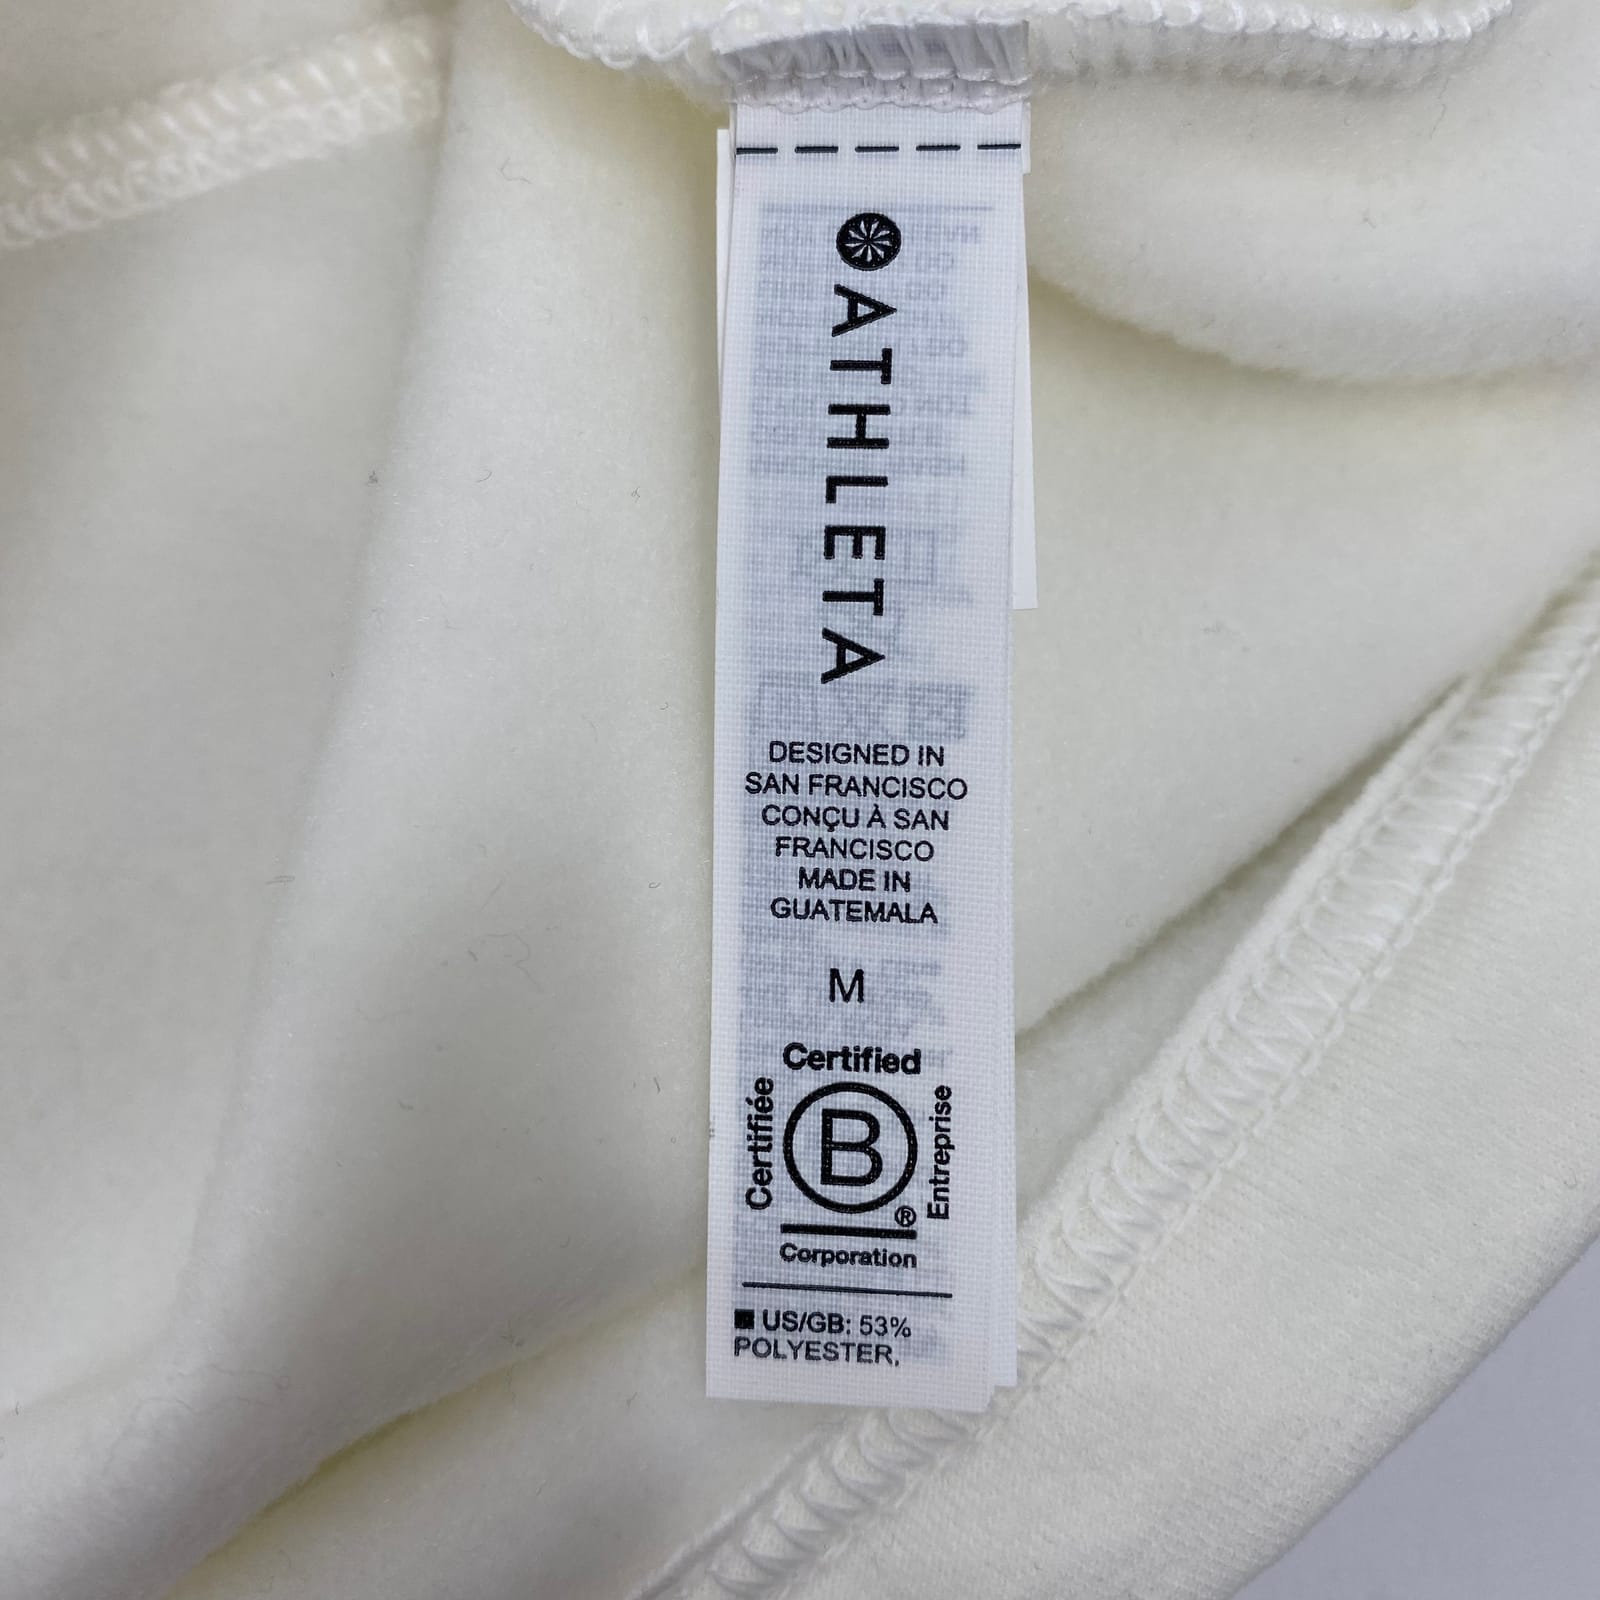 ATHLETA
DESIGNED IN
SAN FRANCISCO
CONÇU À SAN
FRANCISCO
MADE IN
GUATEMALA
M
Certified
Certifiée
B
®
Entreprise
Corporation
US/GB: 53%
POLYESTER,